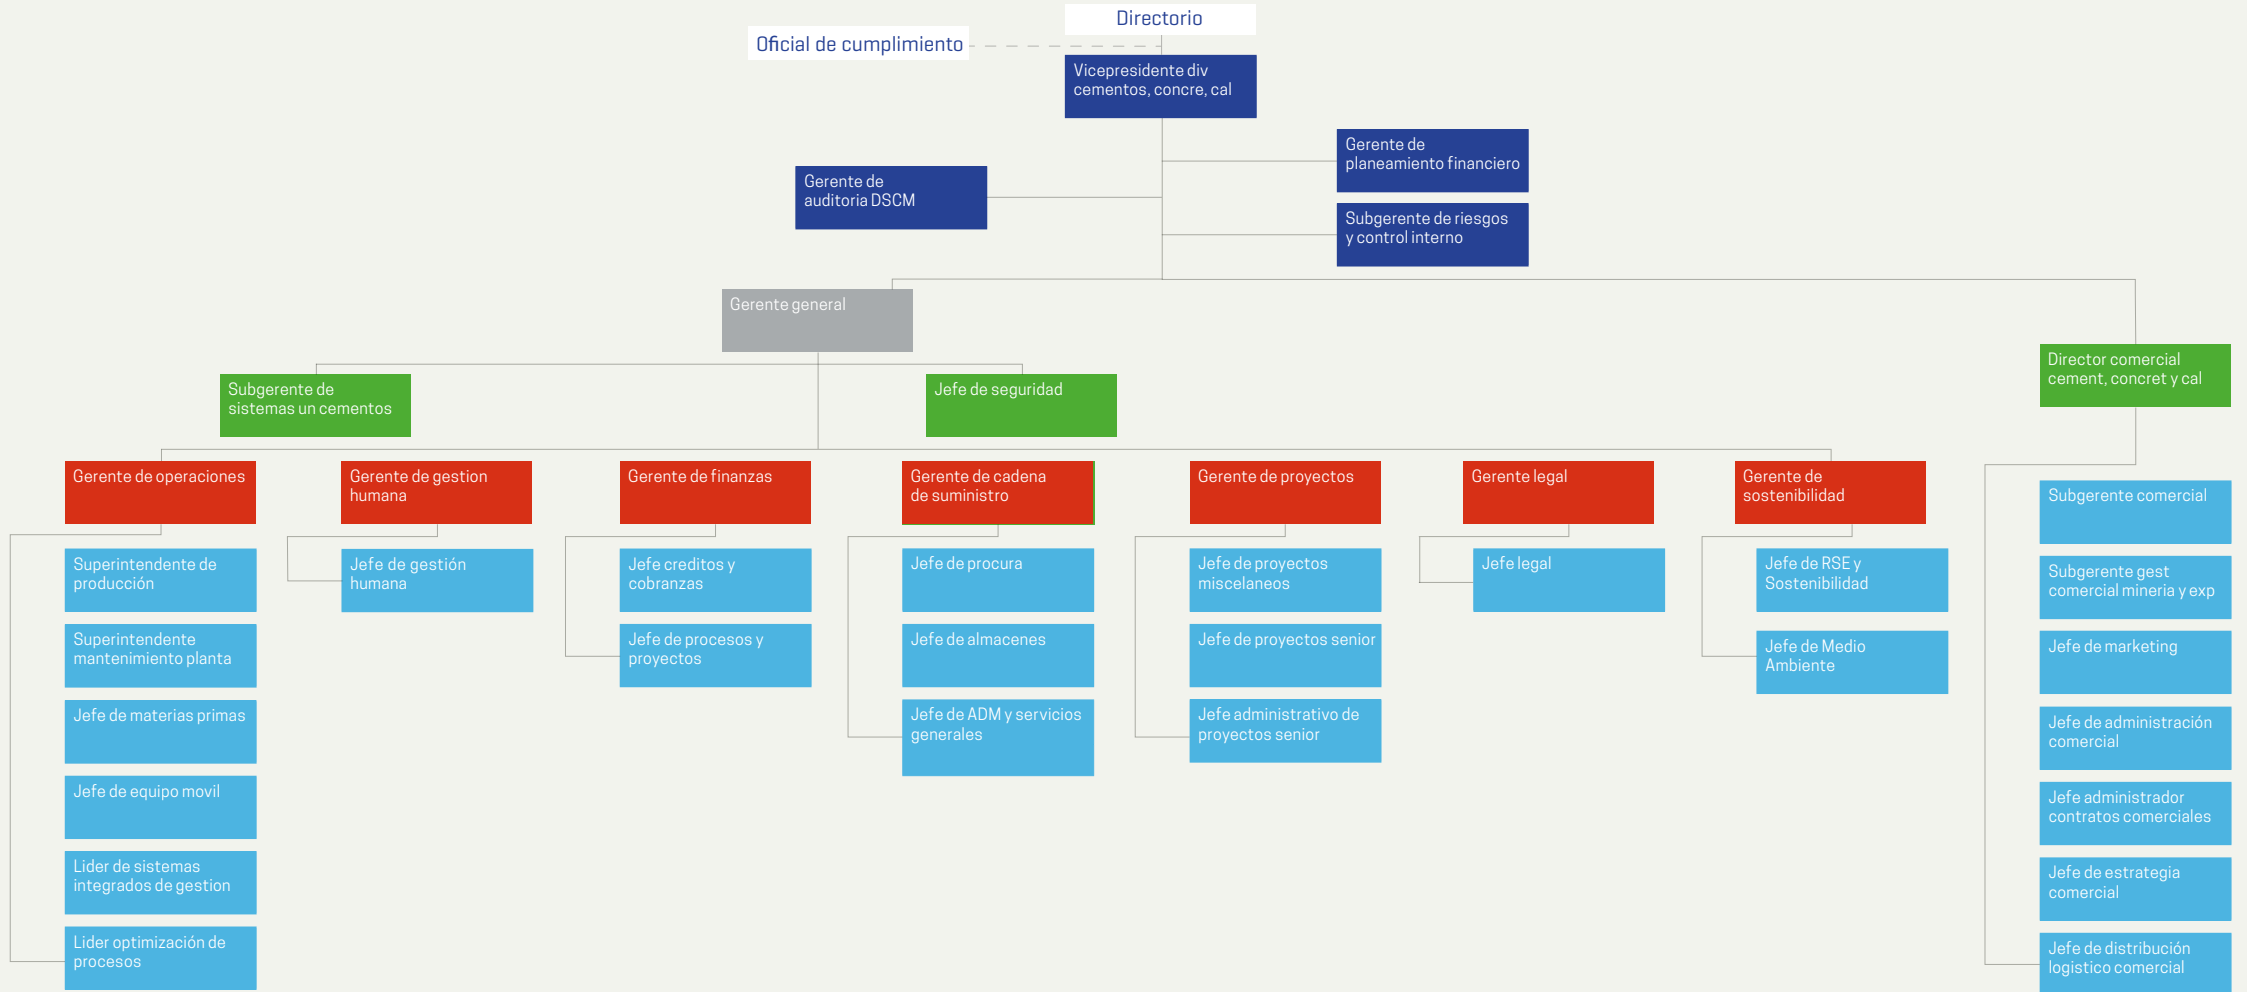 Directorio
Oficial de cumplimiento
Vicepresidente div
cementos, concre, cal
Gerente de
planeamiento financiero
Gerente de
auditoria DSCM
Subgerente de riesgos
y control interno
Gerente general
Subgerente de
sistemas un cementos
Jefe de seguridad
Director comercial
cement, concret y cal
Gerente de operaciones
Superintendente de
producción
Superintendente
mantenimiento planta
Jefe de materias primas
Jefe de equipo movil
Lider de sistemas
integrados de gestion
Lider optimización de
procesos
Gerente de gestion
humana
Jefe de gestión
humana
Gerente de finanzas
Jefe creditos y
cobranzas
Jefe de procesos y
proyectos
Gerente de cadena
de suministro
Jefe de procura
Jefe de almacenes
Jefe de ADM y servicios
generales
Gerente de proyectos
Jefe de proyectos
miscelaneos
Jefe de proyectos senior
Jefe administrativo de
proyectos senior
Gerente legal
Jefe legal
Gerente de
sostenibilidad
Jefe de RSE y
Sostenibilidad
Jefe de Medio
Ambiente
Subgerente comercial
Subgerente gest
comercial mineria y exp
Jefe de marketing
Jefe de administración
comercial
Jefe administrador
contratos comerciales
Jefe de estrategia
comercial
Jefe de distribución
logistico comercial